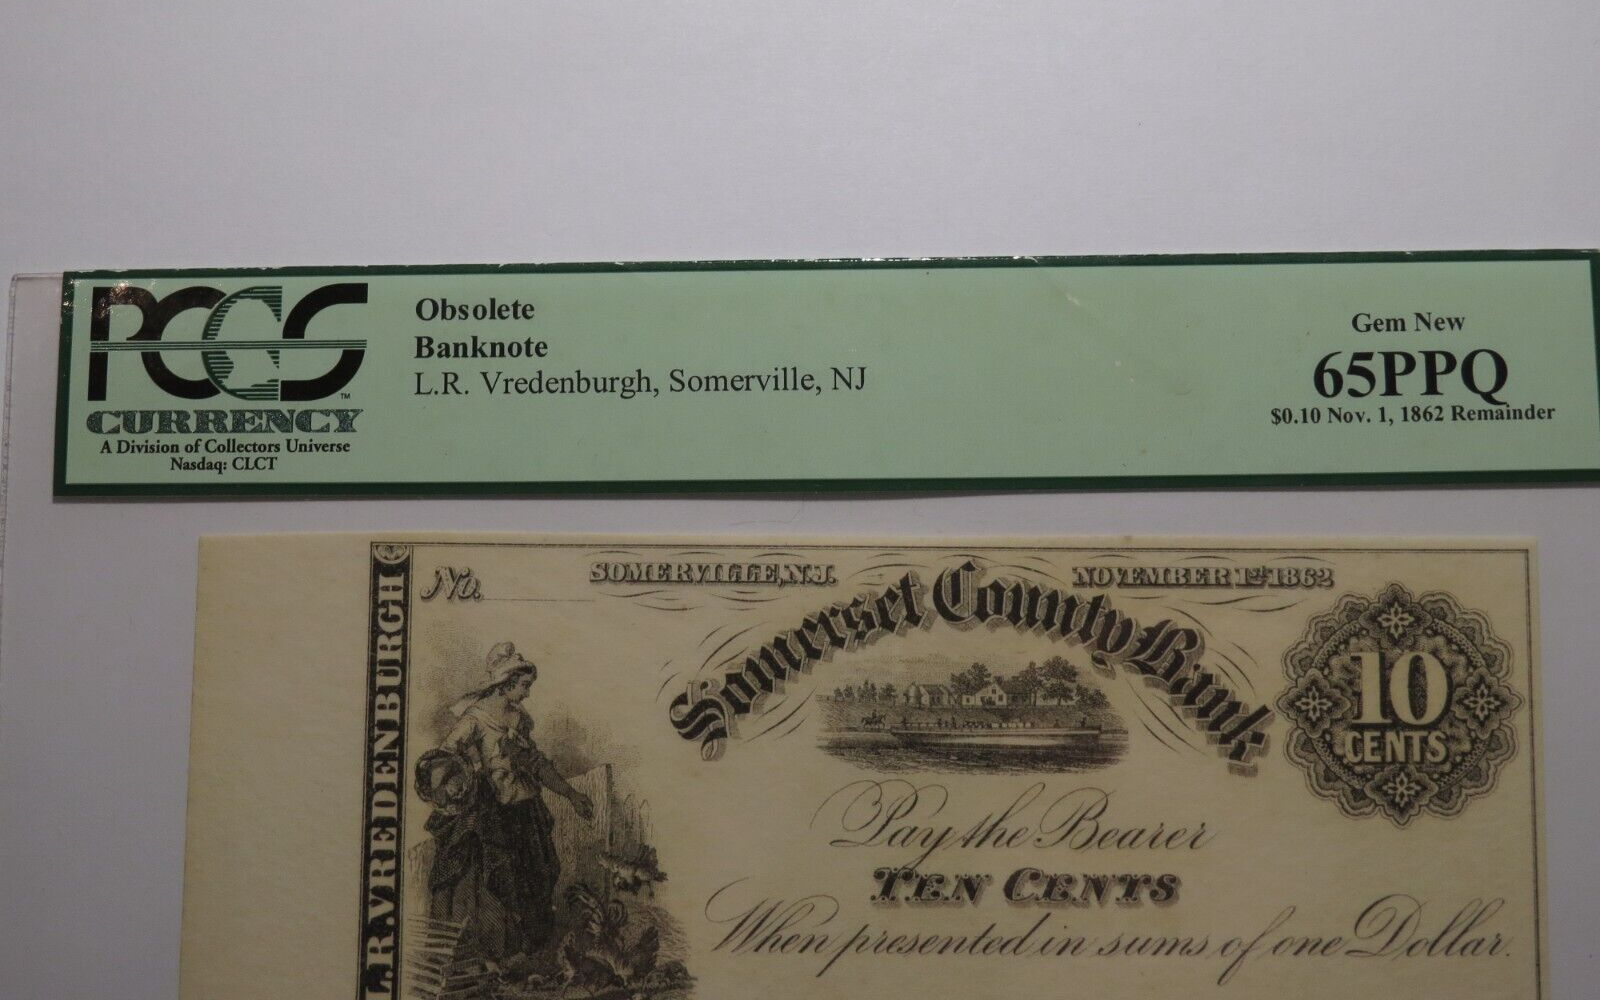 PCGS
CURRENCY
A Division of Collectors Universe
Nasdaq: CLCT
TM
Obsolete
Banknote
L.R. Vredenburgh, Somerville, NJ
Gem New
65PPQ
$0.10 Nov. 1, 1862 Remainder
L.R.VREDENBURGH
No.
SOMERVILLE, N.J.
NOVEMBER 1st 1862
Somerset County Bank
10
CENTS
Pay the Bearer
TEN CENTS
When presented in sums of one Dollar.